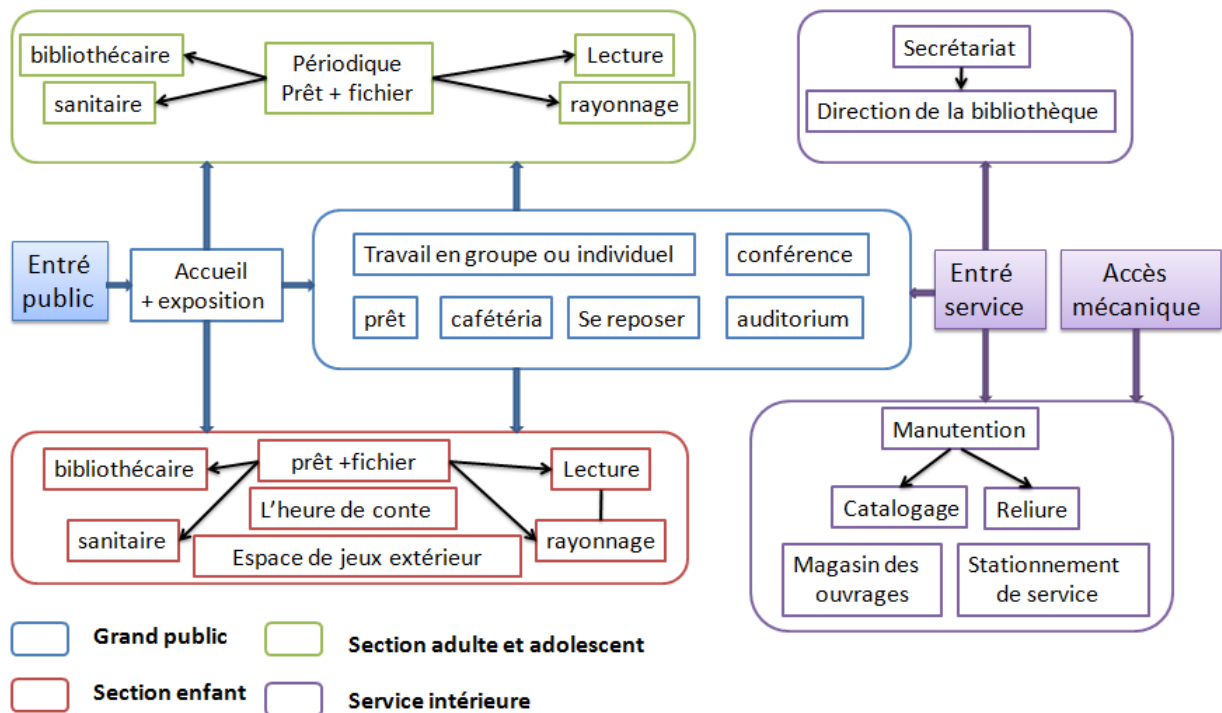 bibliothécaire
sanitaire
Périodique
Prêt + fichier
Lecture
rayonnage
Secrétariat
Direction de la bibliothèque
Entré
public
Accueil
+ exposition
Travail en groupe ou individuel
conférence
prêt
cafétéria
Se reposer
auditorium
Entré
service
Accès
mécanique
bibliothécaire
sanitaire
prêt +fichier
L'heure de conte
Espace de jeux extérieur
Lecture
rayonnage
Manutention
Catalogage
Reliure
Magasin des
ouvrages
Stationnement
de service
Grand public
Section adulte et adolescent
Section enfant
Service intérieure